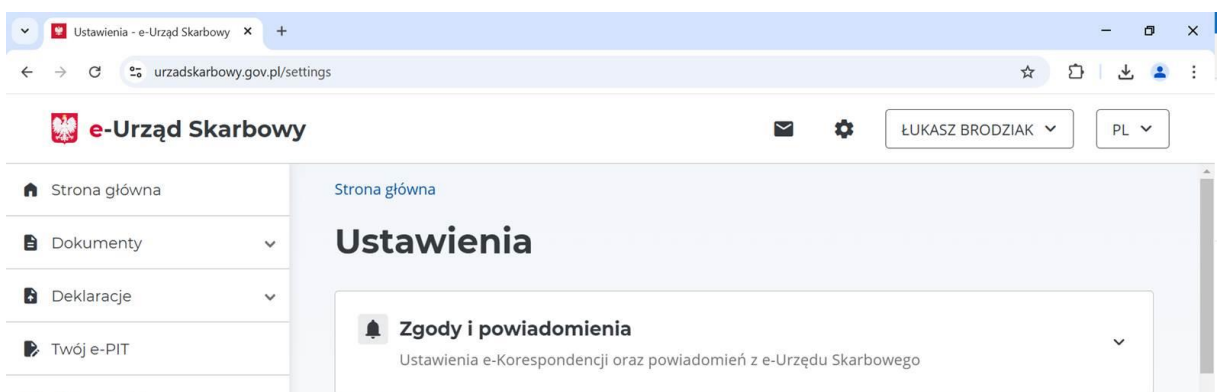 Ustawienia - e-Urząd Skarbowy
urzadskarbowy.gov.pl/settings
e-Urząd Skarbowy
ŁUKASZ BRODZIAK
PL
Strona główna
Dokumenty
Deklaracje
Twój e-PIT
Strona główna
Ustawienia
Zgody i powiadomienia
Ustawienia e-Korespondencji oraz powiadomień z e-Urzędu Skarbowego